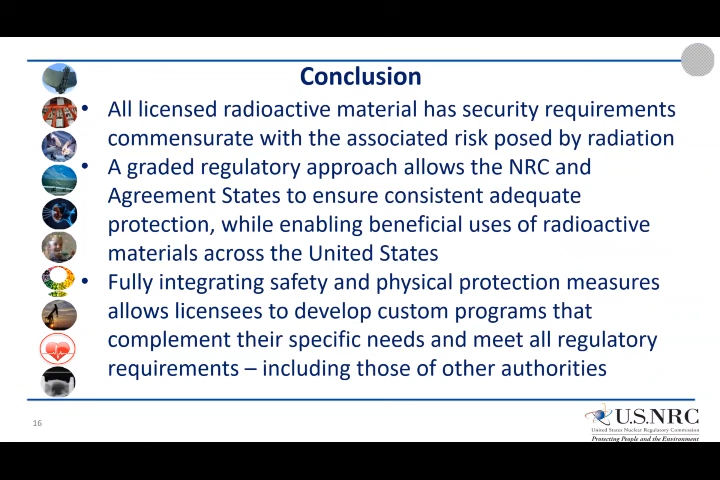 Conclusion
• All licensed radioactive material has security requirements
commensurate with the associated risk posed by radiation
• A graded regulatory approach allows the NRC and
Agreement States to ensure consistent adequate
protection, while enabling beneficial uses of radioactive
materials across the United States
• Fully integrating safety and physical protection measures
allows licensees to develop custom programs that
complement their specific needs and meet all regulatory
requirements – including those of other authorities
16
U.S.NRC
United States Nuclear Regulatory Commission
Protecting People and the Environment